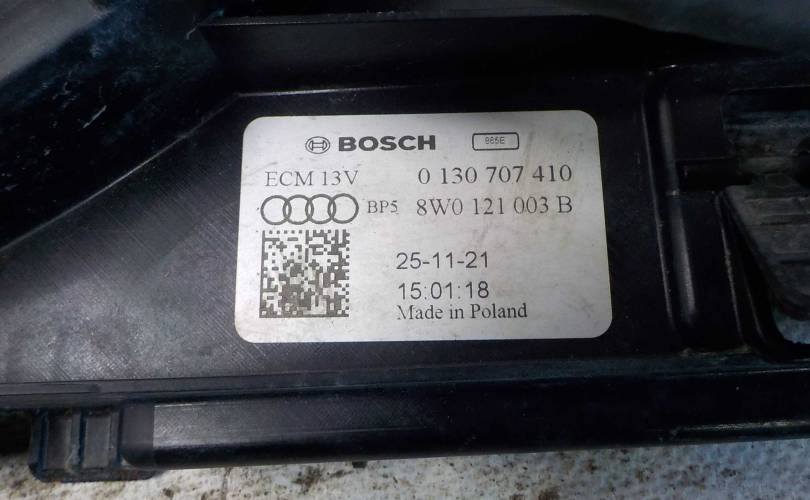 BOSCH 865E
ECM 13V 0 130 707 410
BP5 8W0 121 003 B
25-11-21
15:01:18
Made in Poland